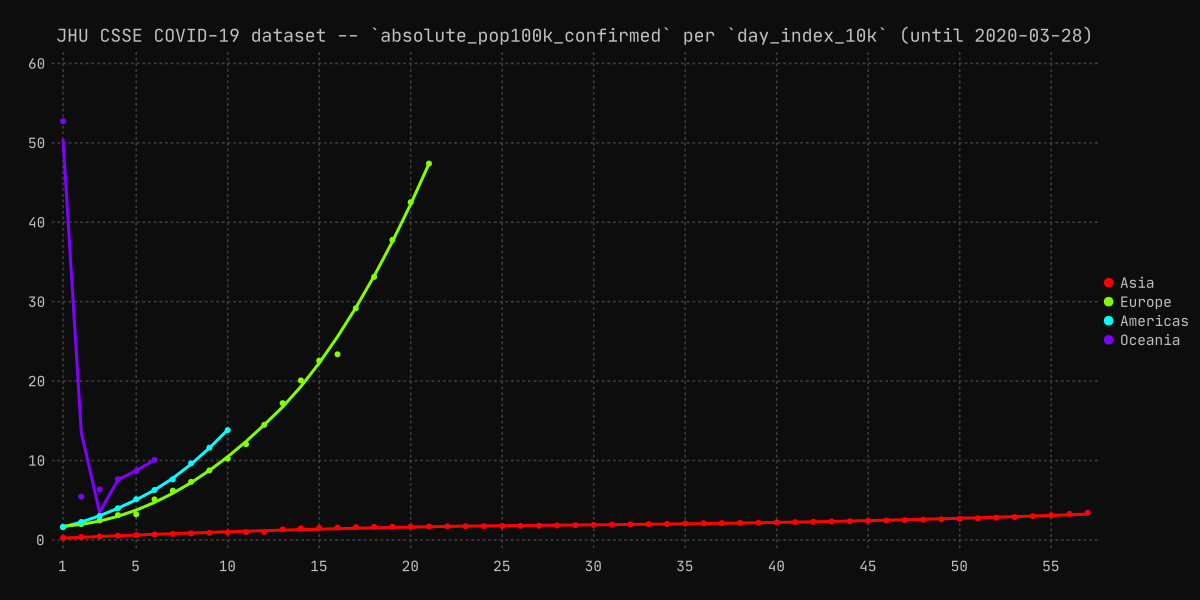 JHU CSSE COVID-19 dataset -- `absolute_pop100k_confirmed` per `day_index_10k` (until 2020-03-28)
60
50
40
30
20
10
0
1 5 10 15 20 25 30 35 40 45 50 55
Asia
Europe
Americas
Oceania